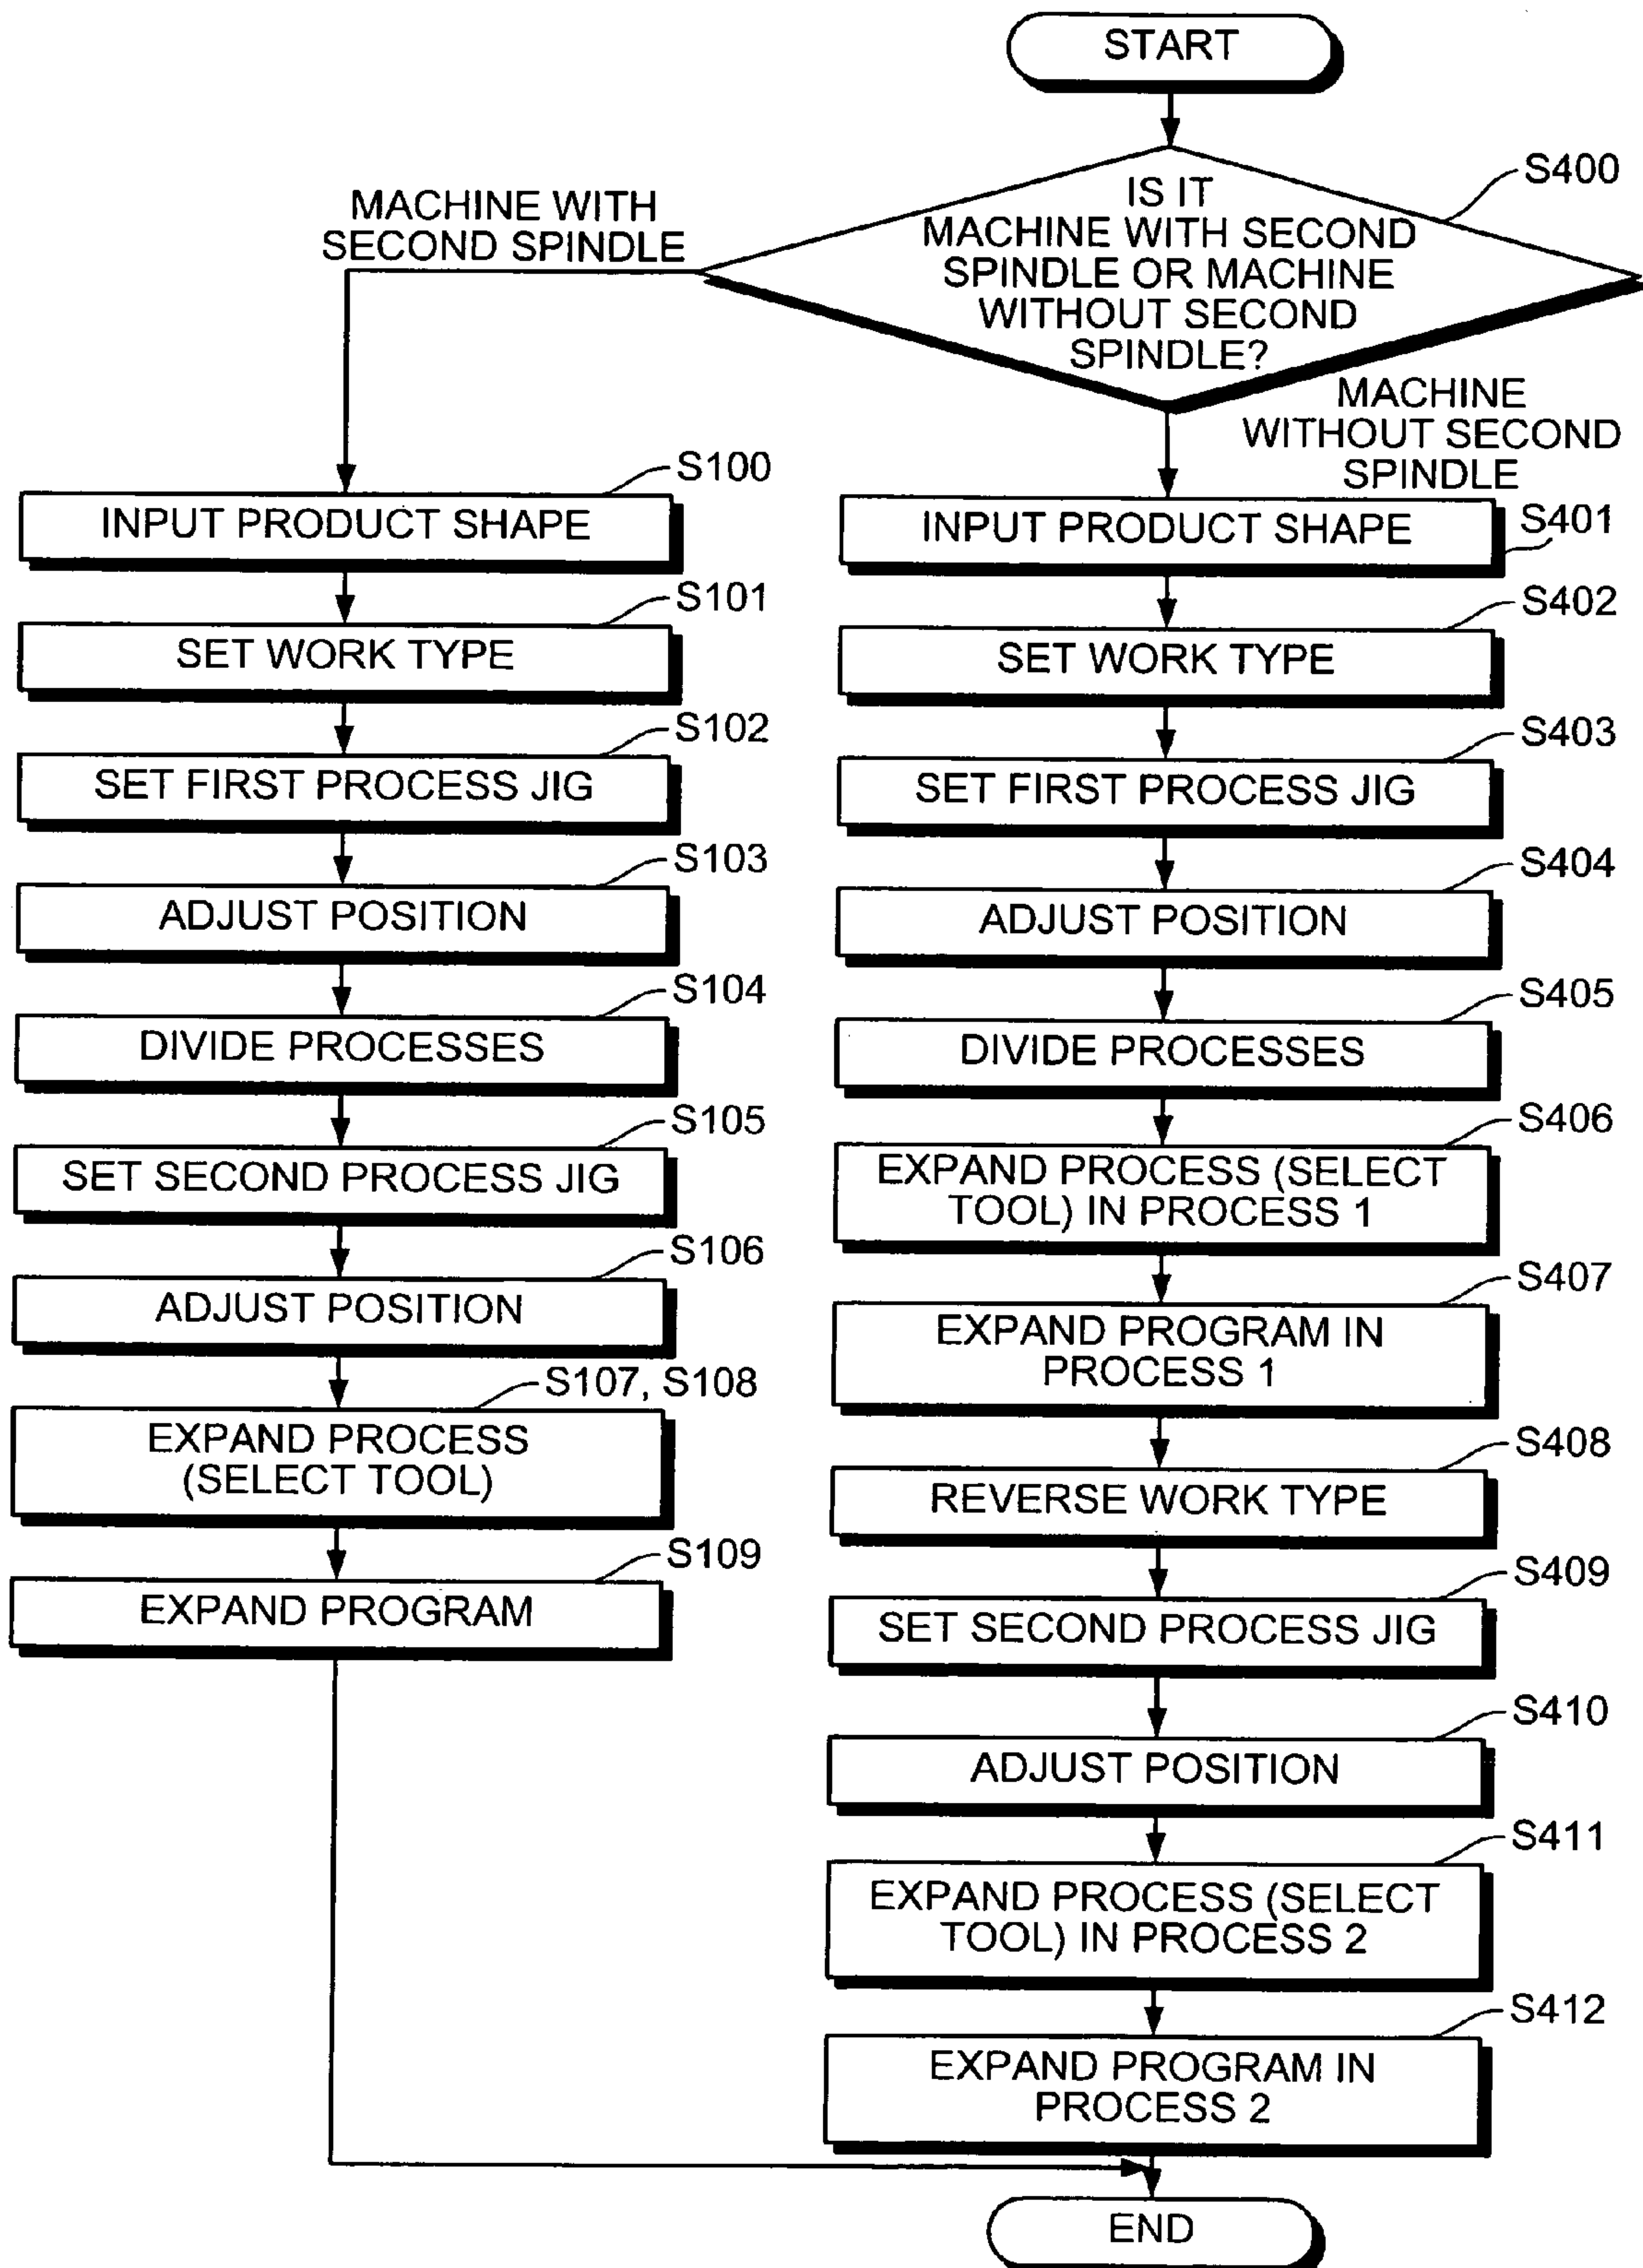 START
S400
IS IT
MACHINE WITH SECOND
SPINDLE OR MACHINE
WITHOUT SECOND
SPINDLE?
MACHINE WITH
SECOND SPINDLE
S100
INPUT PRODUCT SHAPE
S101
SET WORK TYPE
S102
SET FIRST PROCESS JIG
S103
ADJUST POSITION
S104
DIVIDE PROCESSES
S105
SET SECOND PROCESS JIG
S106
ADJUST POSITION
S107, S108
EXPAND PROCESS
(SELECT TOOL)
S109
EXPAND PROGRAM
MACHINE
WITHOUT SECOND
SPINDLE
S401
INPUT PRODUCT SHAPE
S402
SET WORK TYPE
S403
SET FIRST PROCESS JIG
S404
ADJUST POSITION
S405
DIVIDE PROCESSES
S406
EXPAND PROCESS (SELECT
TOOL) IN PROCESS 1
S407
EXPAND PROGRAM IN
PROCESS 1
S408
REVERSE WORK TYPE
S409
SET SECOND PROCESS JIG
S410
ADJUST POSITION
S411
EXPAND PROCESS (SELECT
TOOL) IN PROCESS 2
S412
EXPAND PROGRAM IN
PROCESS 2
END